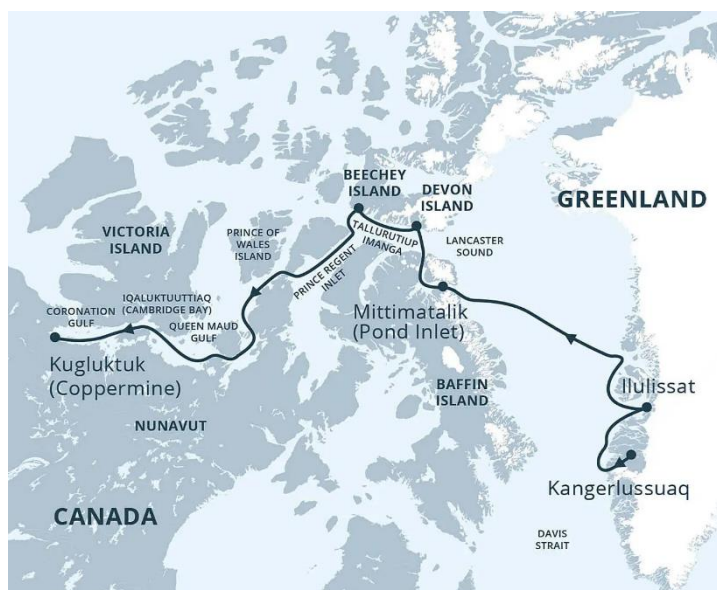 BEECHEY
ISLAND
DEVON
ISLAND
GREENLAND
VICTORIA
ISLAND
PRINCE OF
WALES
ISLAND
TALLURUTIUP
IMANGA
LANCASTER
SOUND
PRINCE REGENT
INLET
IQALUKTUUTTIAQ
(CAMBRIDGE BAY)
CORONATION
GULF
QUEEN MAUD
GULF
Mittimatalik
(Pond Inlet)
Kugluktuk
(Coppermine)
BAFFIN
ISLAND
Ilulissat
NUNAVUT
Kangerlussuaq
CANADA
DAVIS
STRAIT